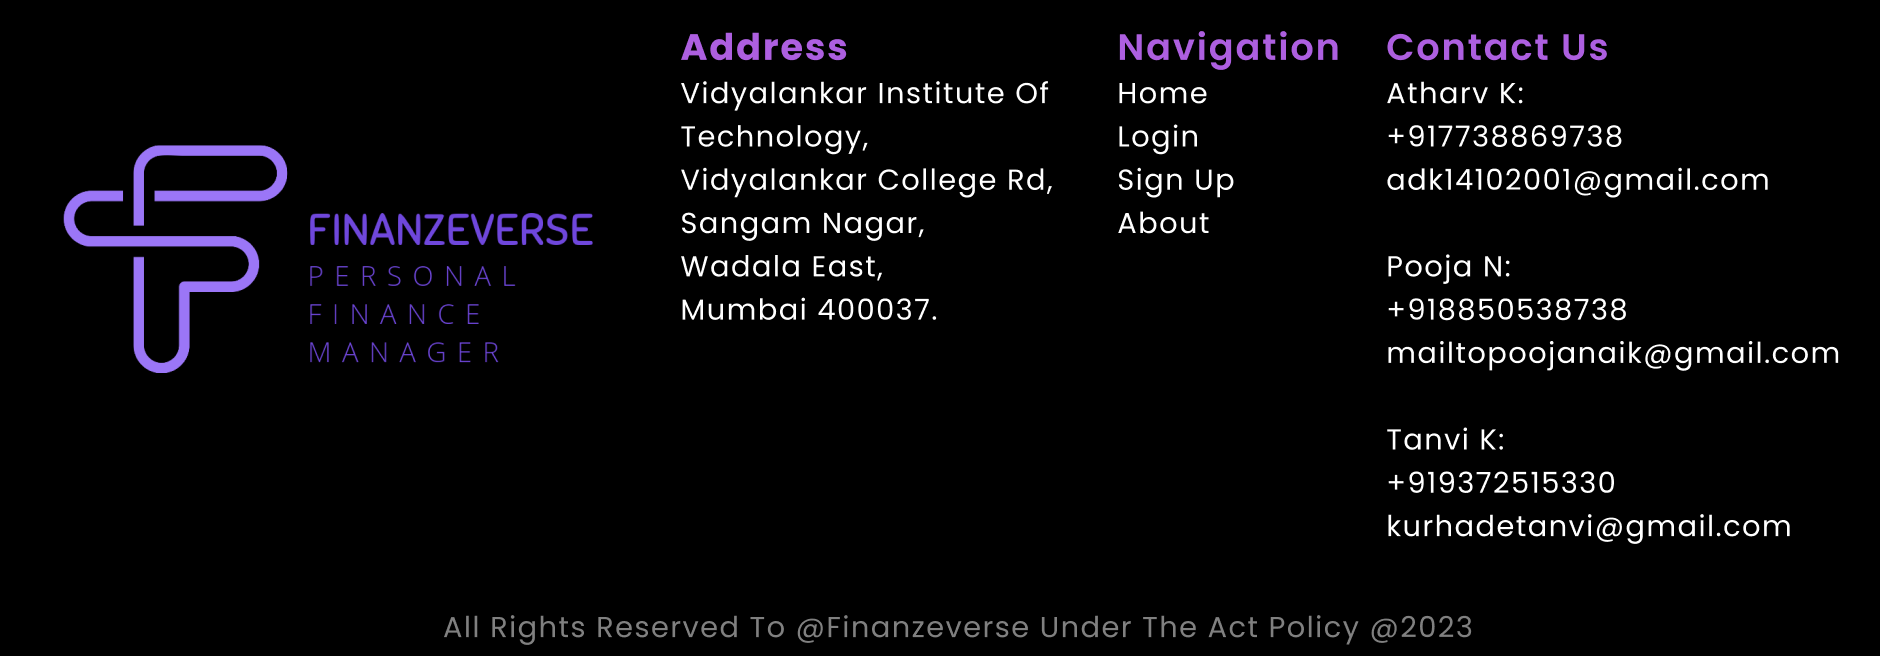 FINANZEVERSE
PERSONAL
FINANCE
MANAGER
Address
Vidyalankar Institute Of
Technology,
Vidyalankar College Rd,
Sangam Nagar,
Wadala East,
Mumbai 400037.
Navigation
Home
Login
Sign Up
About
Contact Us
Atharv K:
+917738869738
adk14102001@gmail.com
Pooja N:
+918850538738
mailtopoojanaik@gmail.com
Tanvi K:
+919372515330
kurhadetanvi@gmail.com
All Rights Reserved To @Finanzeverse Under The Act Policy @2023